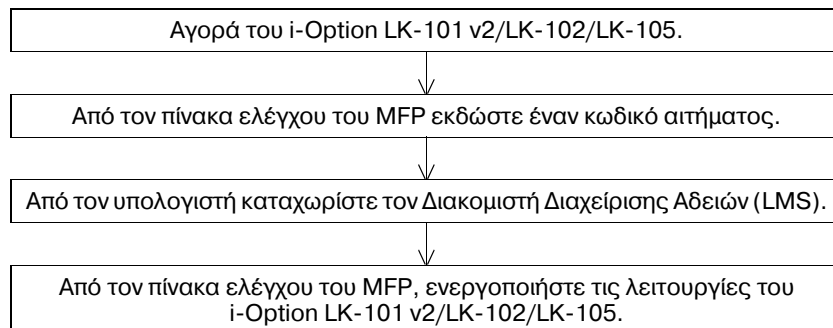 Αγορά του i-Option LK-101 v2/LK-102/LK-105.
Από τον πίνακα ελέγχου του MFP εκδώστε έναν κωδικό αιτήματος.
Από τον υπολογιστή καταχωρίστε τον Διακομιστή Διαχείρισης Αδειών (LMS).
Από τον πίνακα ελέγχου του MFP, ενεργοποιήστε τις λειτουργίες του
i-Option LK-101 v2/LK-102/LK-105.